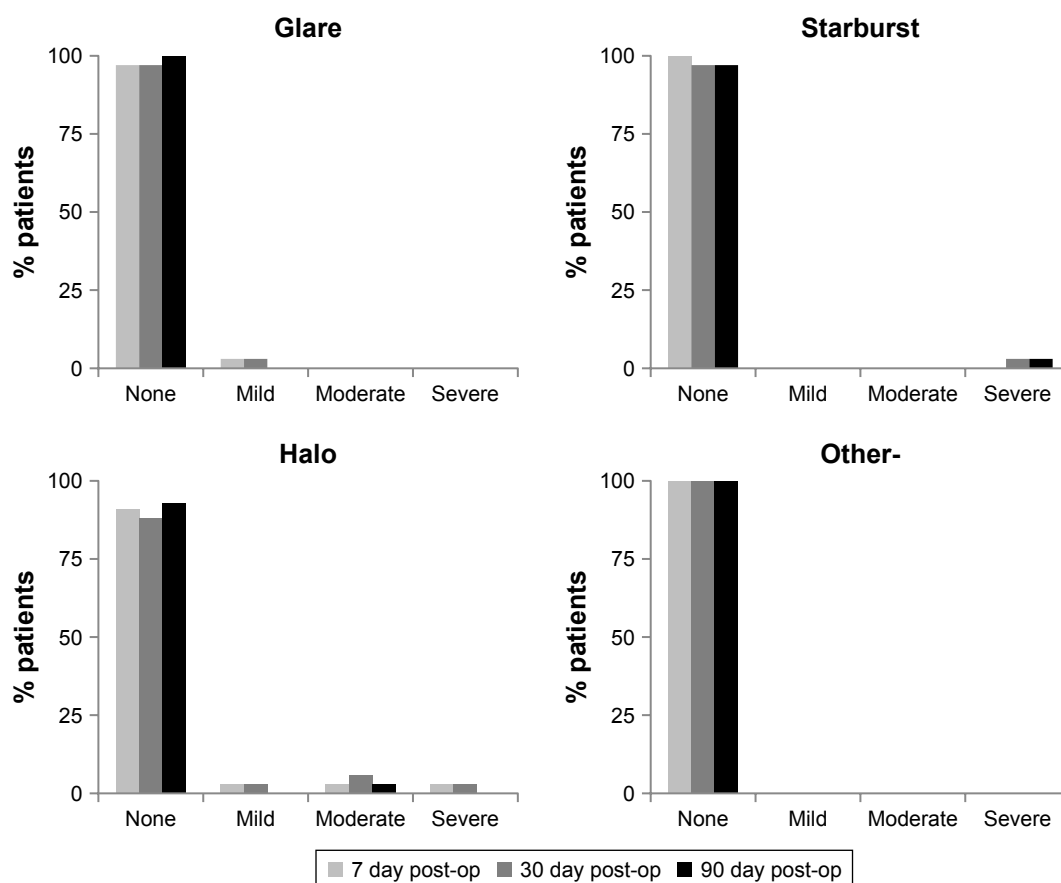 Glare
% patients
100
75
50
25
0
None Mild Moderate Severe
Starburst
% patients
100
75
50
25
0
None Mild Moderate Severe
Halo
% patients
100
75
50
25
0
None Mild Moderate Severe
Other-
% patients
100
75
50
25
0
None Mild Moderate Severe
7 day post-op 30 day post-op 90 day post-op